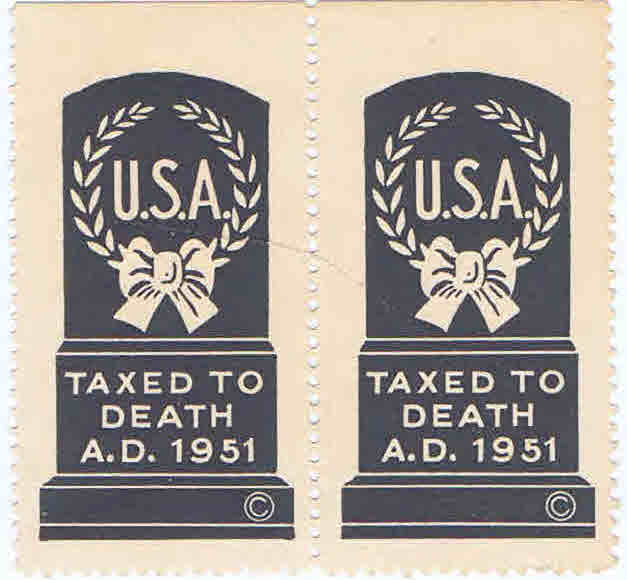 U.S.A.
TAXED TO
DEATH
A.D. 1951
©
U.S.A.
TAXED TO
DEATH
A.D. 1951
©